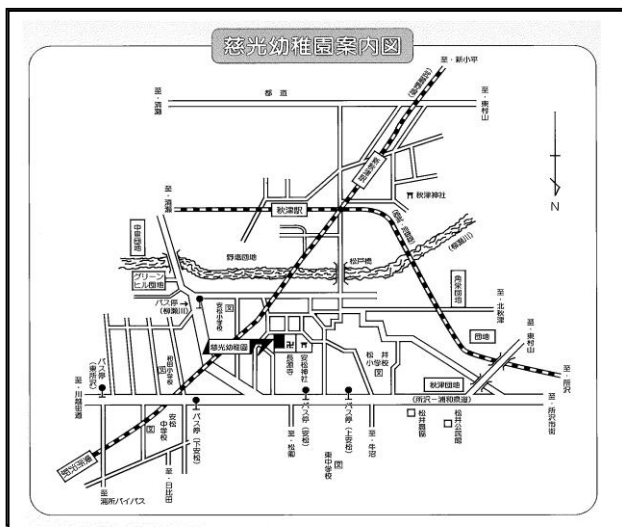 慈光幼稚園案内図
至・新小平
至・清瀬
都道
至・東村山
秋津神社
N
至・清瀬
秋津駅
野塩団地
松戸橋
(柳瀬川)
グリーン
ヒル団地
バス停
(柳瀬川)
安松小学校
角栄団地
至・北秋津
団地
至・東村山
至・所沢
慈光幼稚園
長源寺
安松神社
松井小学校
秋津団地
バス停
(東所沢)
和田小学校
至・川越街道
(所沢－浦和県道)
至・所沢市街
安松中学校
バス停
(下安松)
バス停
(安松)
バス停
(上安松)
至・松郷
至・牛沼
東中学校
松井農協
松井公民館
至・日比田
至・浦所バイパス